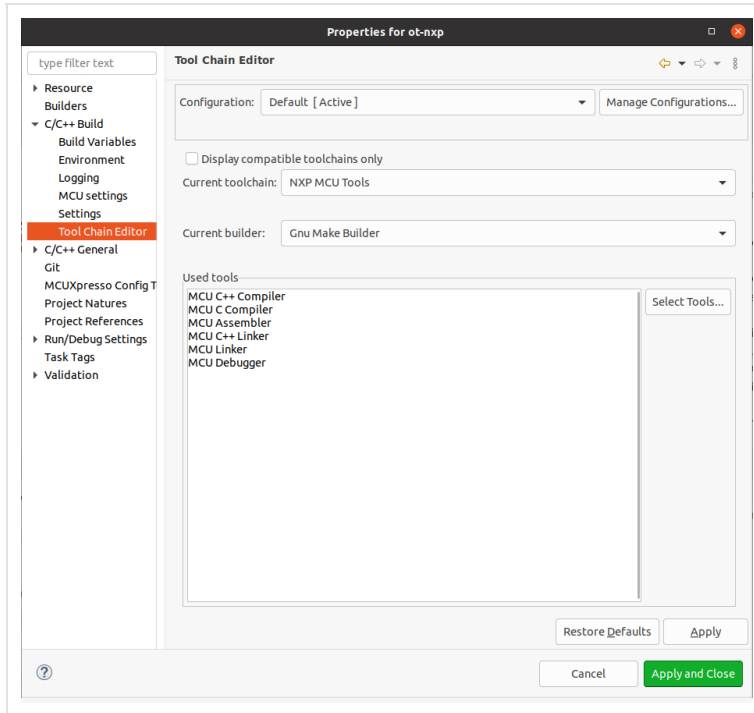 Properties for ot-nxp
type filter text
Resource
Builders
C/C++ Build
Build Variables
Environment
Logging
MCU settings
Settings
Tool Chain Editor
C/C++ General
Git
MCUXpresso Config T
Project Natures
Project References
Run/Debug Settings
Task Tags
Validation
Tool Chain Editor
Configuration: Default [ Active ] Manage Configurations...
Display compatible toolchains only
Current toolchain: NXP MCU Tools
Current builder: Gnu Make Builder
Used tools
MCU C++ Compiler
MCU C Compiler
MCU Assembler
MCU C++ Linker
MCU Linker
MCU Debugger
Select Tools...
Restore Defaults Apply
Cancel Apply and Close